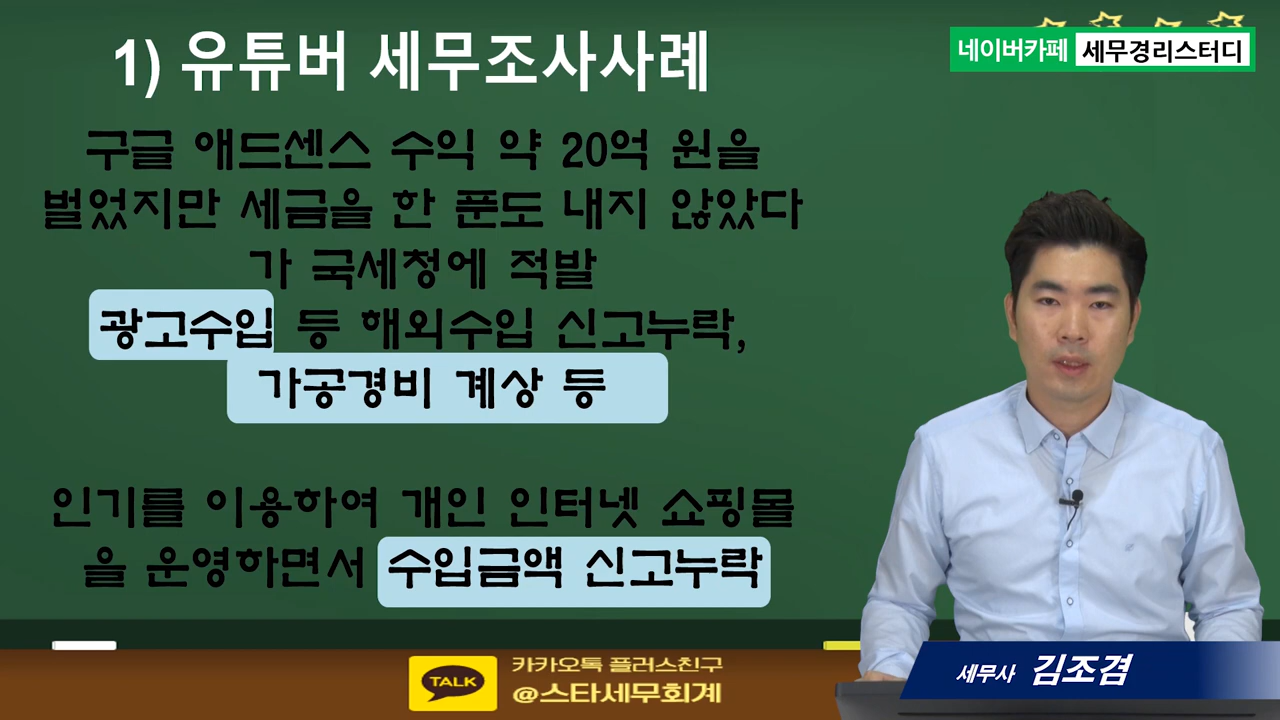 1) 유튜버 세무조사사례
네이버카페 세무경리스터디
구글 애드센스 수익 약 20억 원을
벌었지만 세금을 한 푼도 내지 않았다
가 국세청에 적발
광고수입 등 해외수입 신고누락,
가공경비 계상 등
인기를 이용하여 개인 인터넷 쇼핑몰
을 운영하면서 수입금액 신고누락
TALK
카카오톡 플러스친구
@스타세무회계
세무사 김조겸